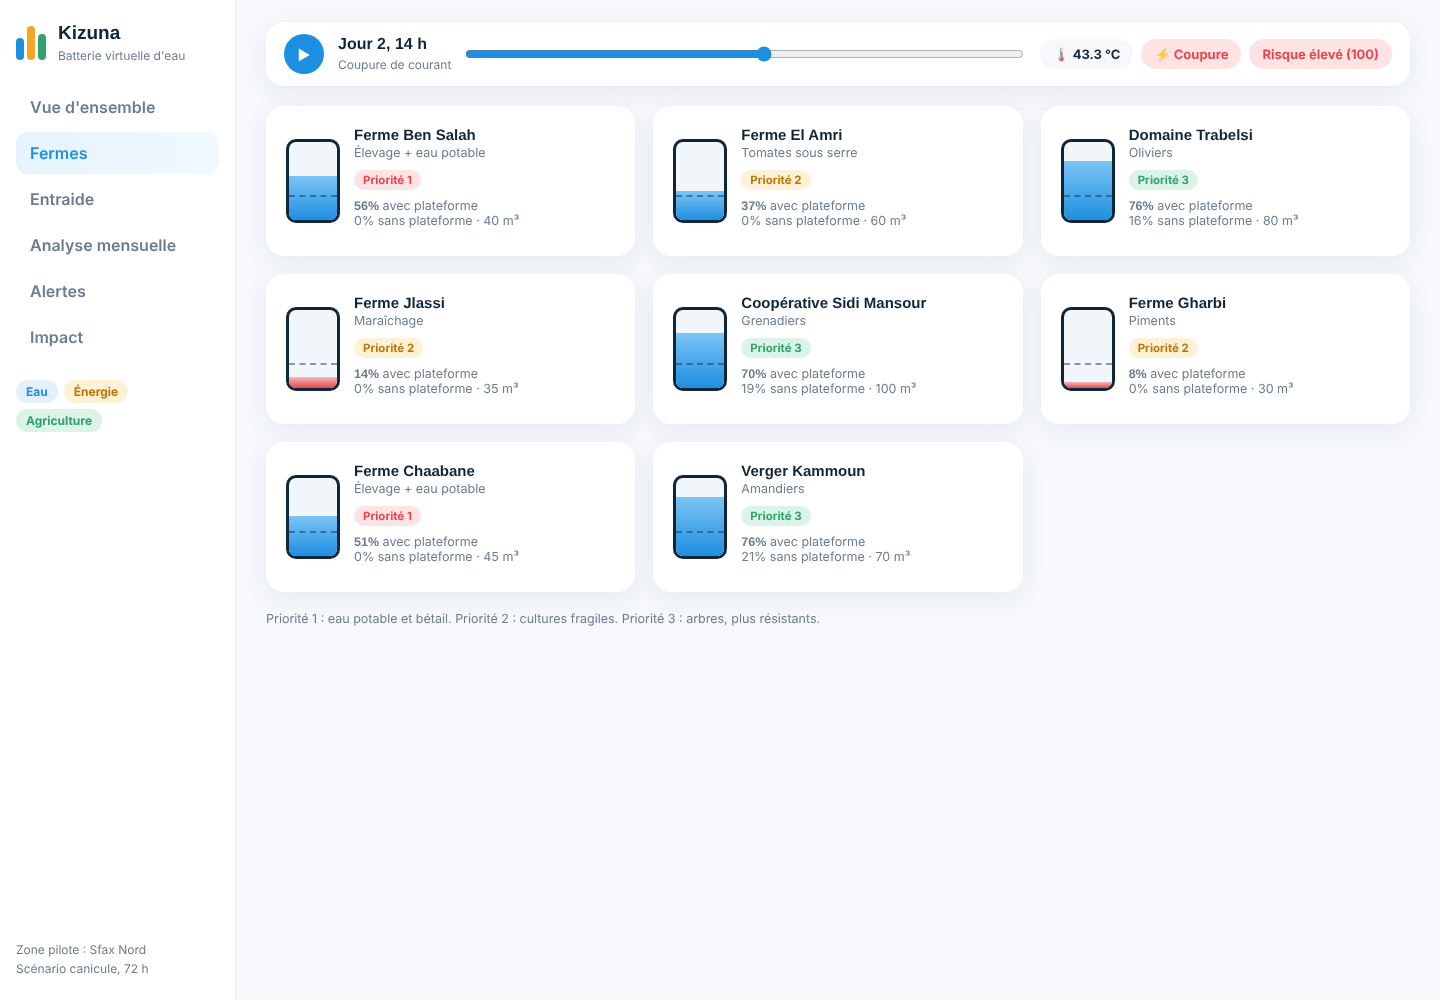 Kizuna
Batterie virtuelle d'eau
Vue d'ensemble
Fermes
Entraide
Analyse mensuelle
Alertes
Impact
Eau
Énergie
Agriculture
Zone pilote : Sfax Nord
Scénario canicule, 72 h
Jour 2, 14 h
Coupure de courant
🌡️ 43.3 °C
⚡ Coupure
Risque élevé (100)
Ferme Ben Salah
Élevage + eau potable
Priorité 1
56% avec plateforme
0% sans plateforme · 40 m³
Ferme El Amri
Tomates sous serre
Priorité 2
37% avec plateforme
0% sans plateforme · 60 m³
Domaine Trabelsi
Oliviers
Priorité 3
76% avec plateforme
16% sans plateforme · 80 m³
Ferme Jlassi
Maraîchage
Priorité 2
14% avec plateforme
0% sans plateforme · 35 m³
Coopérative Sidi Mansour
Grenadiers
Priorité 3
70% avec plateforme
19% sans plateforme · 100 m³
Ferme Gharbi
Piments
Priorité 2
8% avec plateforme
0% sans plateforme · 30 m³
Ferme Chaabane
Élevage + eau potable
Priorité 1
51% avec plateforme
0% sans plateforme · 45 m³
Verger Kammoun
Amandiers
Priorité 3
76% avec plateforme
21% sans plateforme · 70 m³
Priorité 1 : eau potable et bétail. Priorité 2 : cultures fragiles. Priorité 3 : arbres, plus résistants.